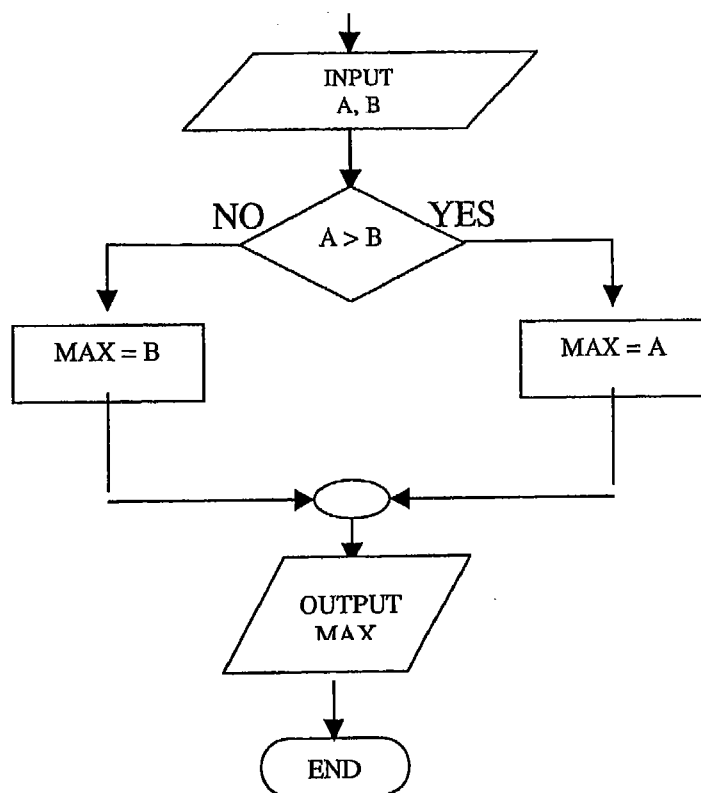 INPUT
A, B
NO
YES
A > B
MAX = B
MAX = A
OUTPUT
MAX
END